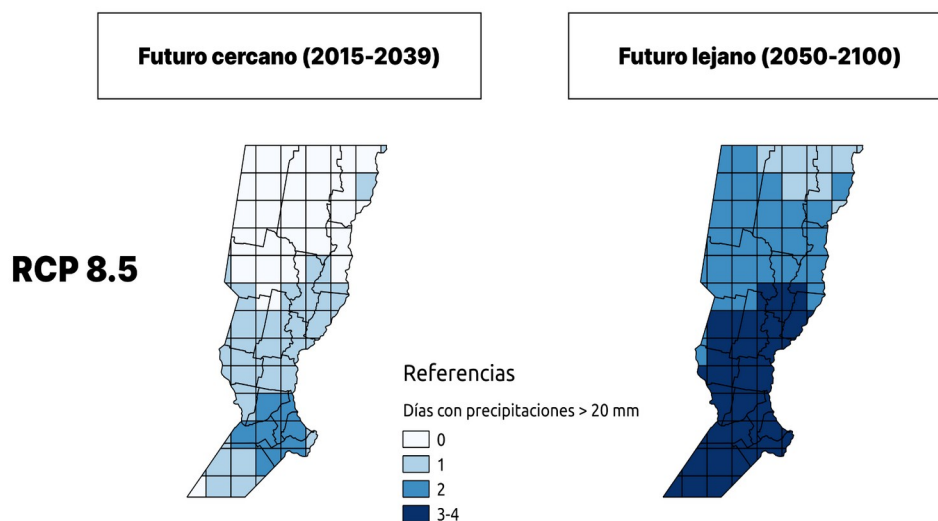 Futuro cercano (2015-2039)
Futuro lejano (2050-2100)
RCP 8.5
Referencias
Días con precipitaciones > 20 mm
0
1
2
3-4